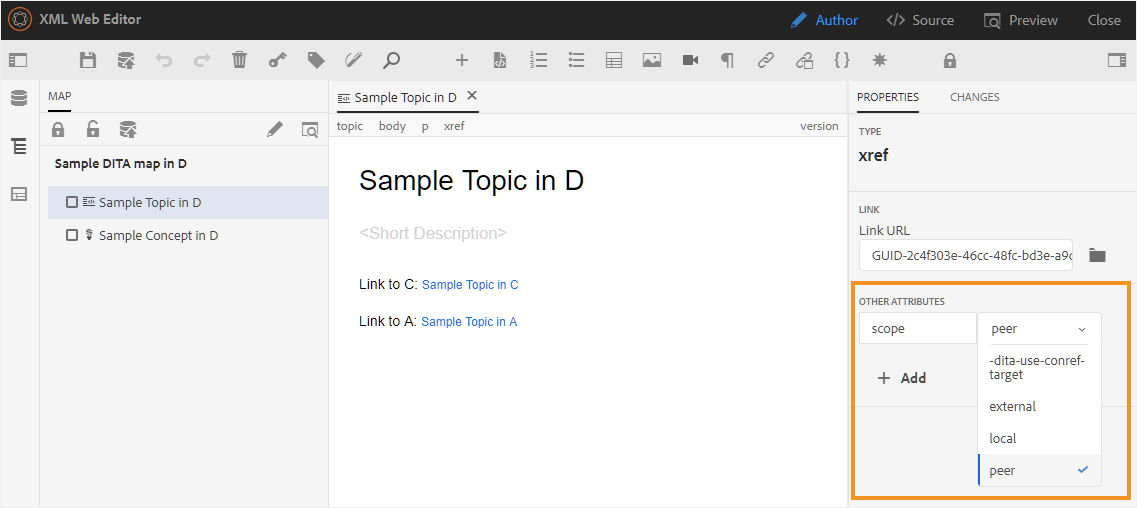 XML Web Editor
Author
Source
Preview
Close
MAP
Sample DITA map in D
Sample Topic in D
Sample Concept in D
Sample Topic in D
topic body p xref
version
Sample Topic in D
<Short Description>
Link to C: Sample Topic in C
Link to A: Sample Topic in A
PROPERTIES
CHANGES
TYPE
xref
LINK
Link URL
GUID-2c4f303e-46cc-48fc-bd3e-a9c
OTHER ATTRIBUTES
scope
peer
-dita-use-conref-
target
external
local
peer
Add